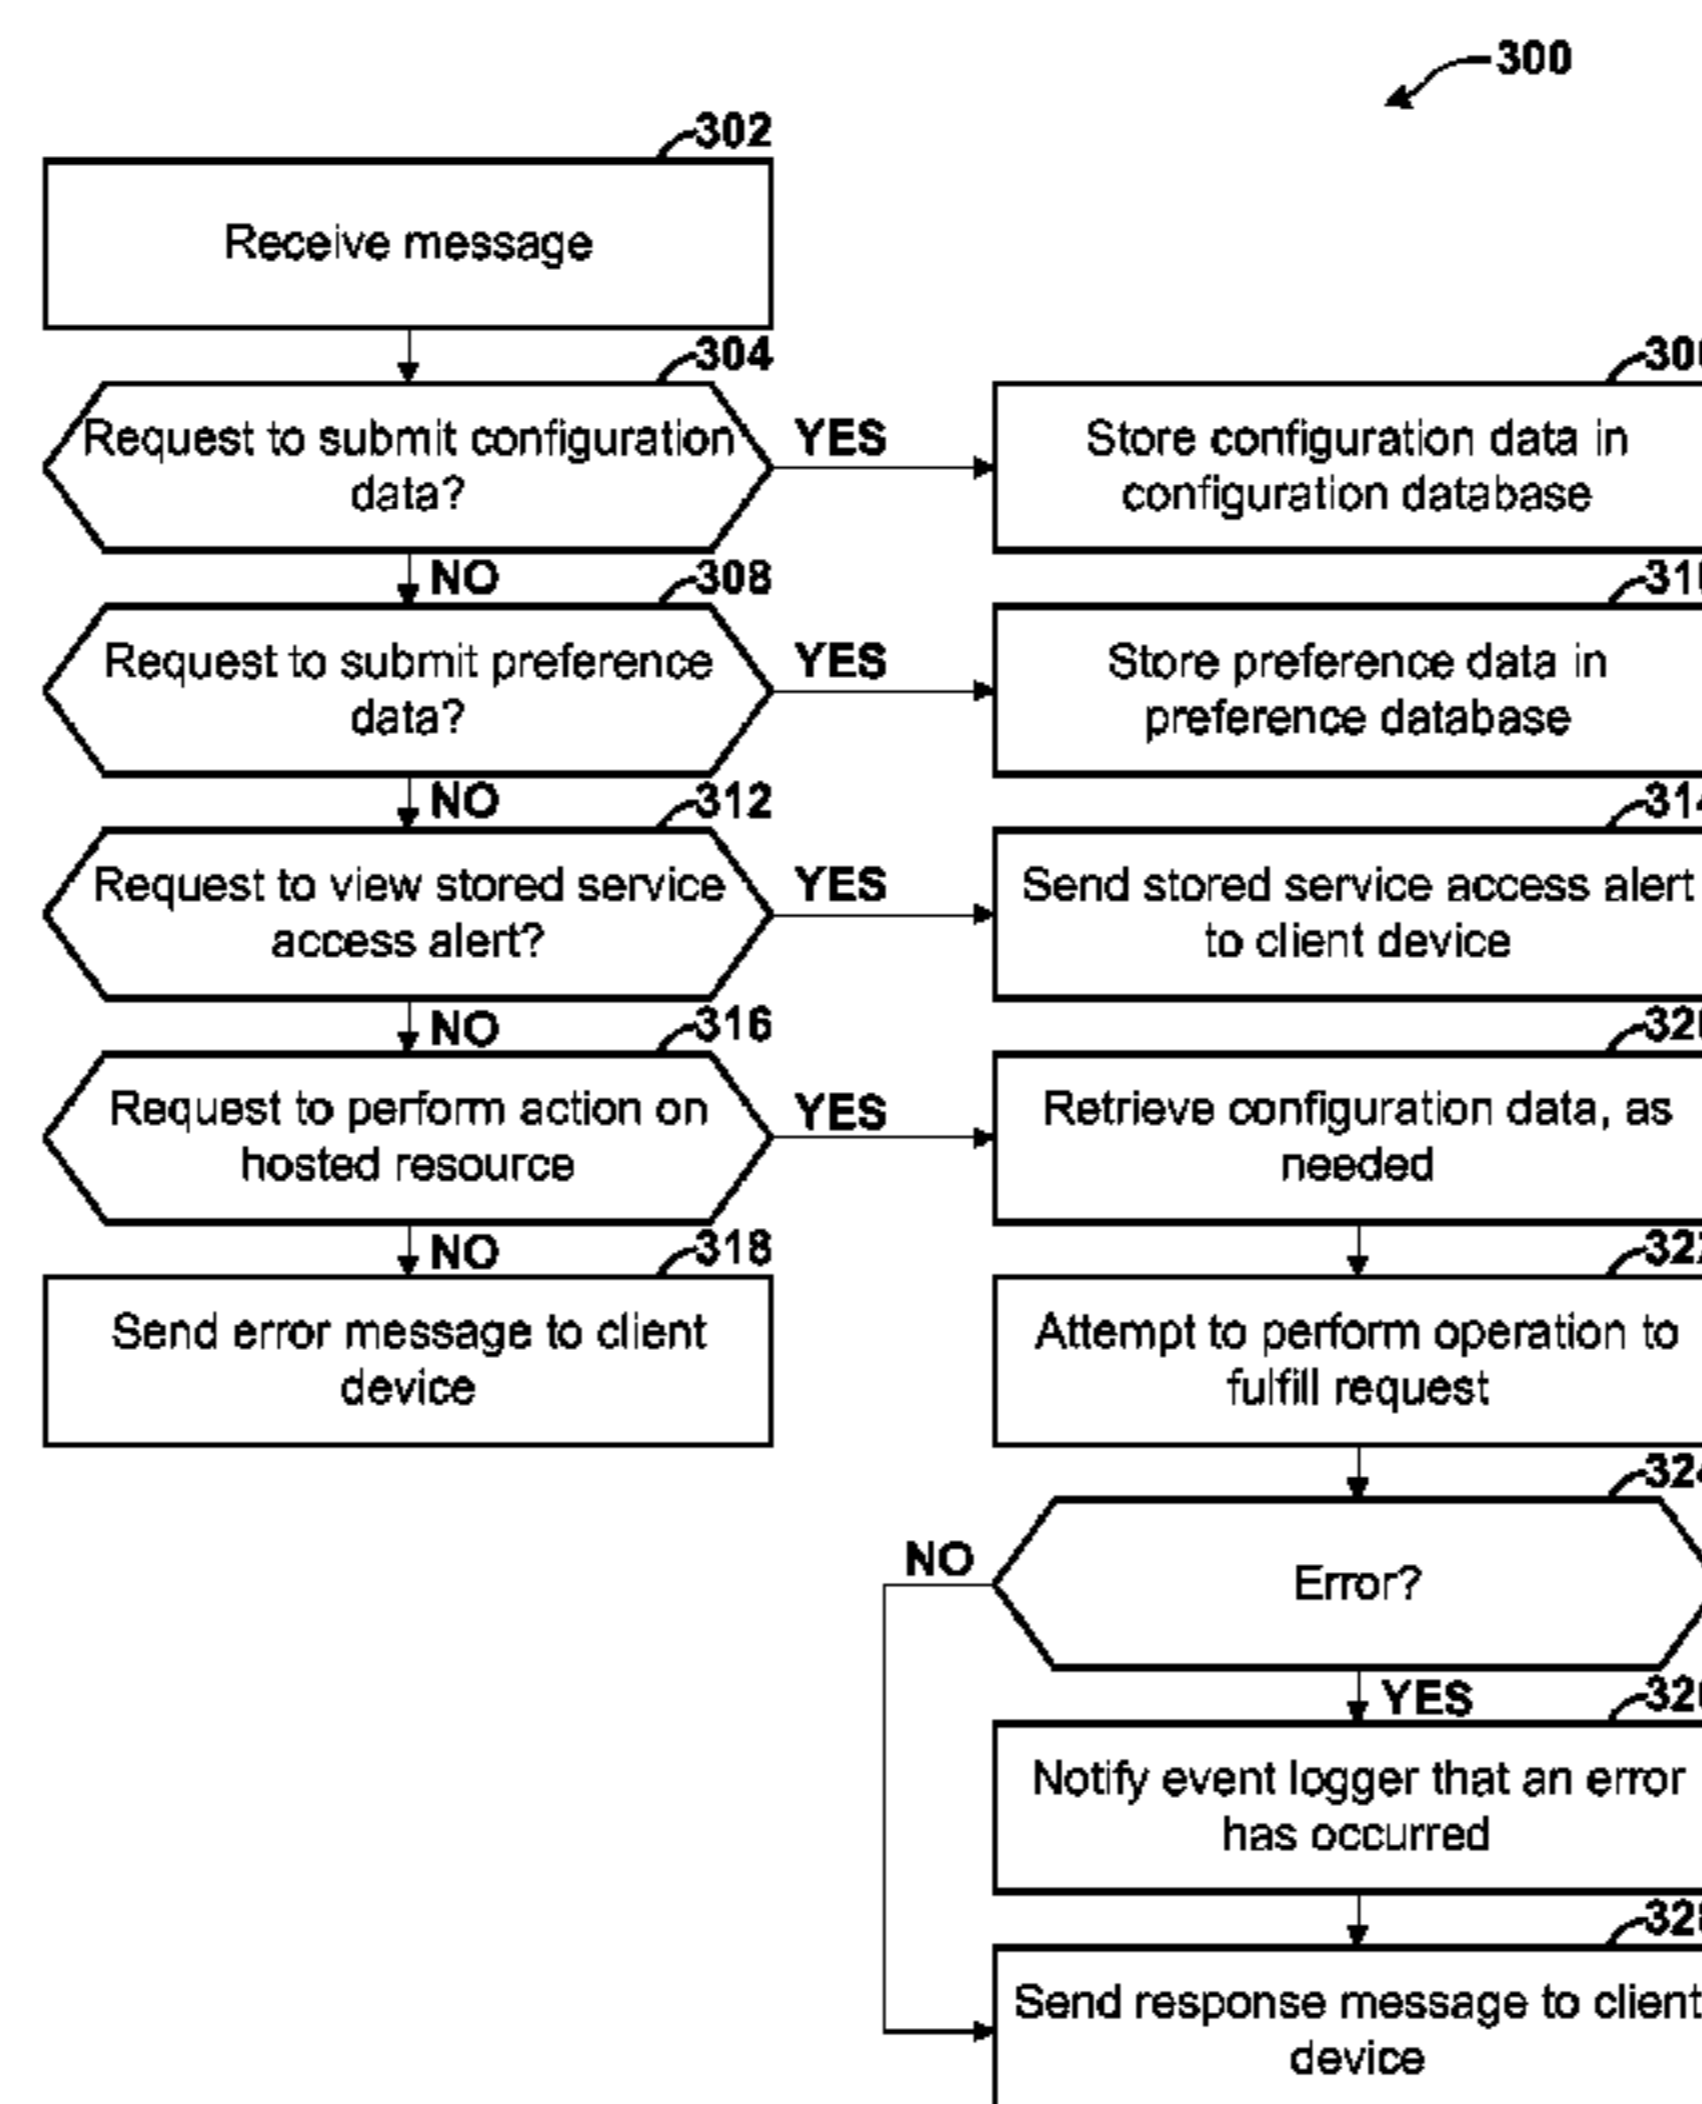 300
302
Receive message
304
Request to submit configuration
data?
YES
Store configuration data in
configuration database
NO
308
Request to submit preference
data?
YES
Store preference data in
preference database
NO
312
Request to view stored service
access alert?
YES
Send stored service access alert
to client device
NO
316
Request to perform action on
hosted resource
YES
Retrieve configuration data, as
needed
NO
318
Send error message to client
device
Attempt to perform operation to
fulfill request
Error?
NO
YES
Notify event logger that an error
has occurred
Send response message to client
device